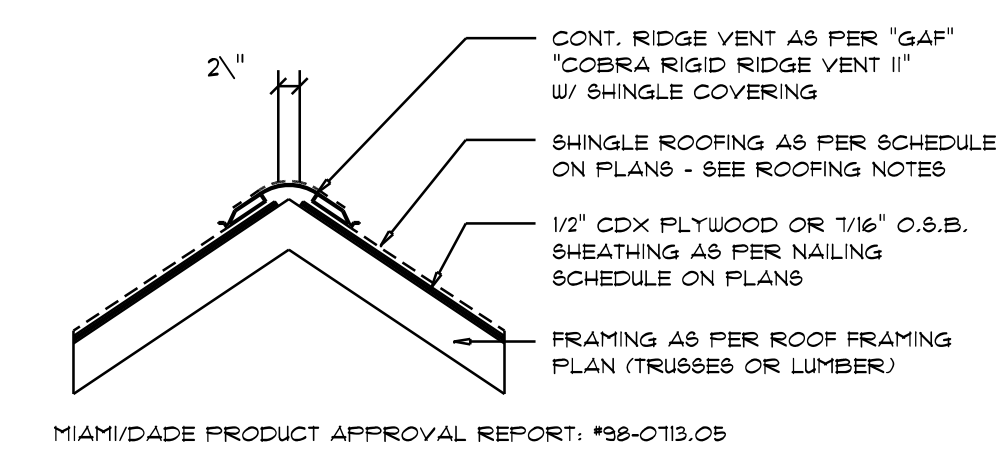 2\"
CONT. RIDGE VENT AS PER "GAF"
"COBRA RIGID RIDGE VENT II"
W/ SHINGLE COVERING
SHINGLE ROOFING AS PER SCHEDULE
ON PLANS - SEE ROOFING NOTES
1/2" CDX PLYWOOD OR 7/16" O.S.B.
SHEATHING AS PER NAILING
SCHEDULE ON PLANS
FRAMING AS PER ROOF FRAMING
PLAN (TRUSSES OR LUMBER)
MIAMI/DADE PRODUCT APPROVAL REPORT: #98-0713.05